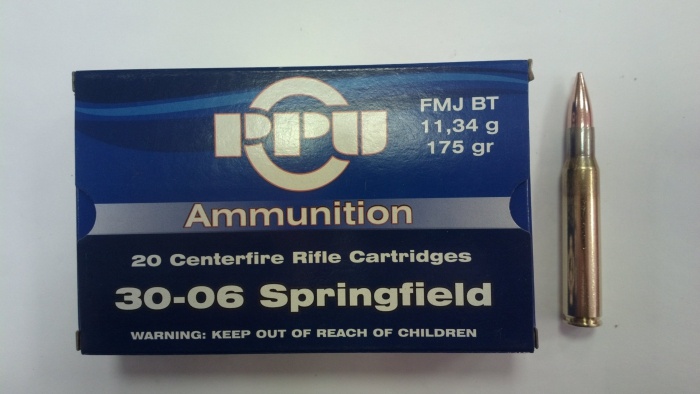 PPU
FMJ BT
11,34 g
175 gr
Ammunition
20 Centerfire Rifle Cartridges
30-06 Springfield
WARNING: KEEP OUT OF REACH OF CHILDREN